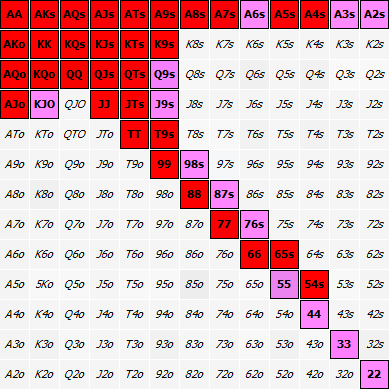 AA AKs AQs AJs ATs A9s A8s A7s A6s A5s A4s A3s A2s
AKo KK KQs KJs KTs K9s K8s K7s K6s K5s K4s K3s K2s
AQo KQo QQ QJs QTs Q9s Q8s Q7s Q6s Q5s Q4s Q3s Q2s
AJo KJO QJO JJ JTs J9s J8s J7s J6s J5s J4s J3s J2s
ATo KTo QTO JTo TT T9s T8s T7s T6s T5s T4s T3s T2s
A9o K9o Q9o J9o T9o 99 98s 97s 96s 95s 94s 93s 92s
A8o K8o Q8o J8o T8o 98o 88 87s 86s 85s 84s 83s 82s
A7o K7o Q7o J7o T7o 97o 87o 77 76s 75s 74s 73s 72s
A6o K6o Q6o J6o T6o 96o 86o 76o 66 65s 64s 63s 62s
A5o 5Ko Q5o J5o T5o 95o 85o 75o 65o 55 54s 53s 52s
A4o K4o Q4o J4o T4o 94o 84o 74o 64o 54o 44 43s 42s
A3o K3o Q3o J3o T3o 93o 83o 73o 63o 53o 43o 33 32s
A2o K2o Q2o J2o T2o 92o 82o 72o 62o 52o 42o 32o 22